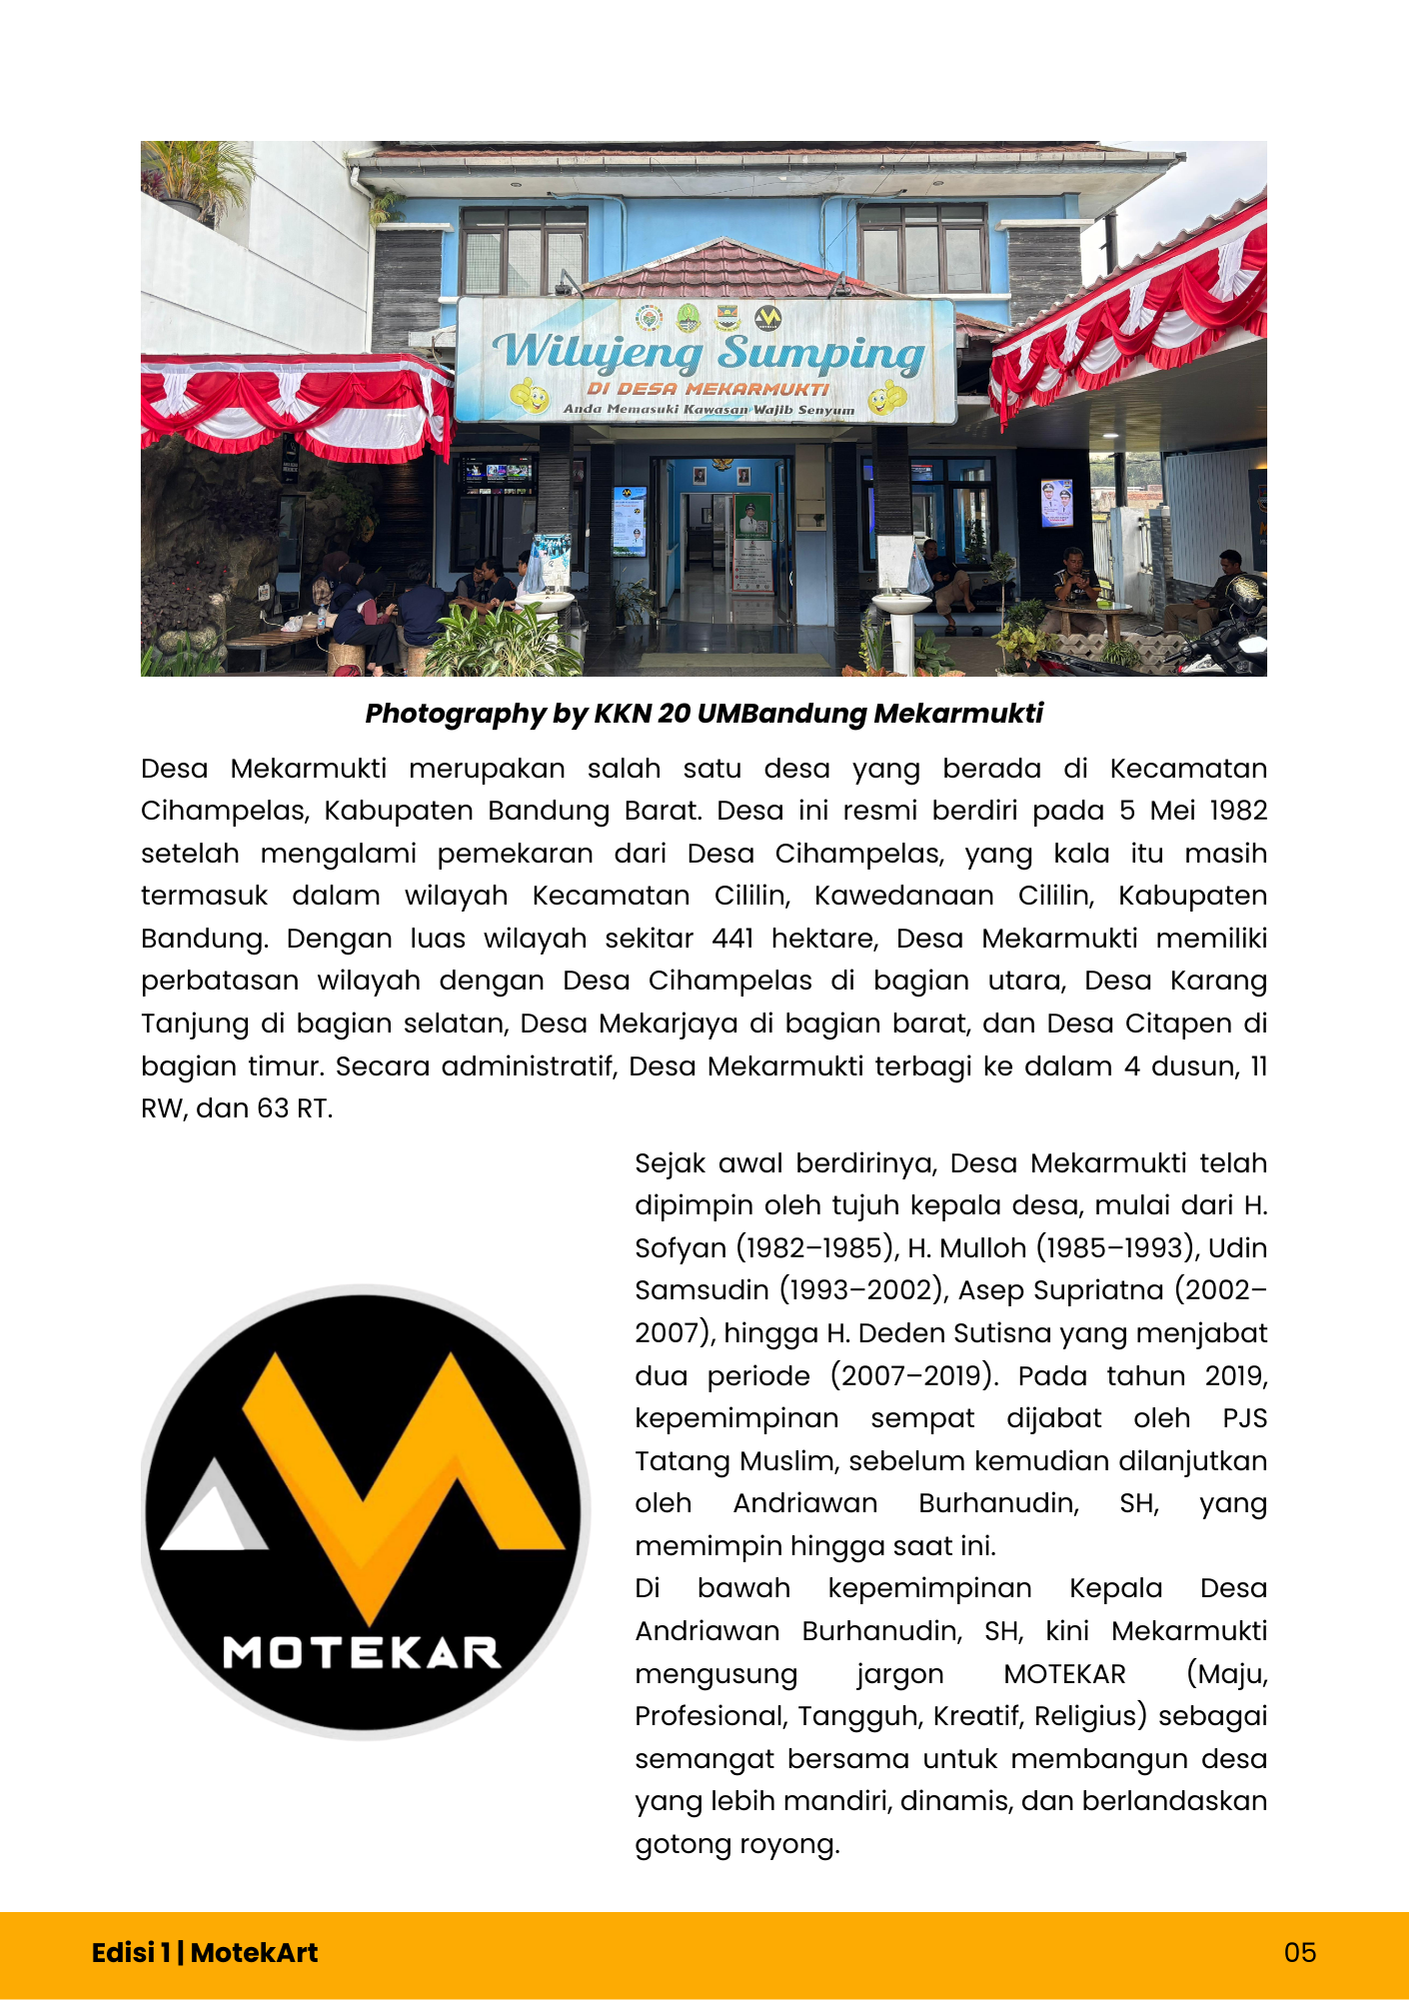 Wilujeng Sumping
DI DESA MEKARMUKTI
Anda Memasuki Kawasan Wajib Senyum
Photography by KKN 20 UMBandung Mekarmukti
Desa Mekarmukti merupakan salah satu desa yang berada di Kecamatan
Cihampelas, Kabupaten Bandung Barat. Desa ini resmi berdiri pada 5 Mei 1982
setelah mengalami pemekaran dari Desa Cihampelas, yang kala itu masih
termasuk dalam wilayah Kecamatan Cililin, Kawedanaan Cililin, Kabupaten
Bandung. Dengan luas wilayah sekitar 441 hektare, Desa Mekarmukti memiliki
perbatasan wilayah dengan Desa Cihampelas di bagian utara, Desa Karang
Tanjung di bagian selatan, Desa Mekarjaya di bagian barat, dan Desa Citapen di
bagian timur. Secara administratif, Desa Mekarmukti terbagi ke dalam 4 dusun, 11
RW, dan 63 RT.
Sejak awal berdirinya, Desa Mekarmukti telah
dipimpin oleh tujuh kepala desa, mulai dari H.
Sofyan (1982–1985), H. Mulloh (1985–1993), Udin
Samsudin (1993–2002), Asep Supriatna (2002–
2007), hingga H. Deden Sutisna yang menjabat
dua periode (2007–2019). Pada tahun 2019,
kepemimpinan sempat dijabat oleh PJS
Tatang Muslim, sebelum kemudian dilanjutkan
oleh Andriawan Burhanudin, SH, yang
memimpin hingga saat ini.
Di bawah kepemimpinan Kepala Desa
Andriawan Burhanudin, SH, kini Mekarmukti
mengusung jargon MOTEKAR (Maju,
Profesional, Tangguh, Kreatif, Religius) sebagai
semangat bersama untuk membangun desa
yang lebih mandiri, dinamis, dan berlandaskan
gotong royong.
MOTEKAR
Edisi 1 | MotekArt
05